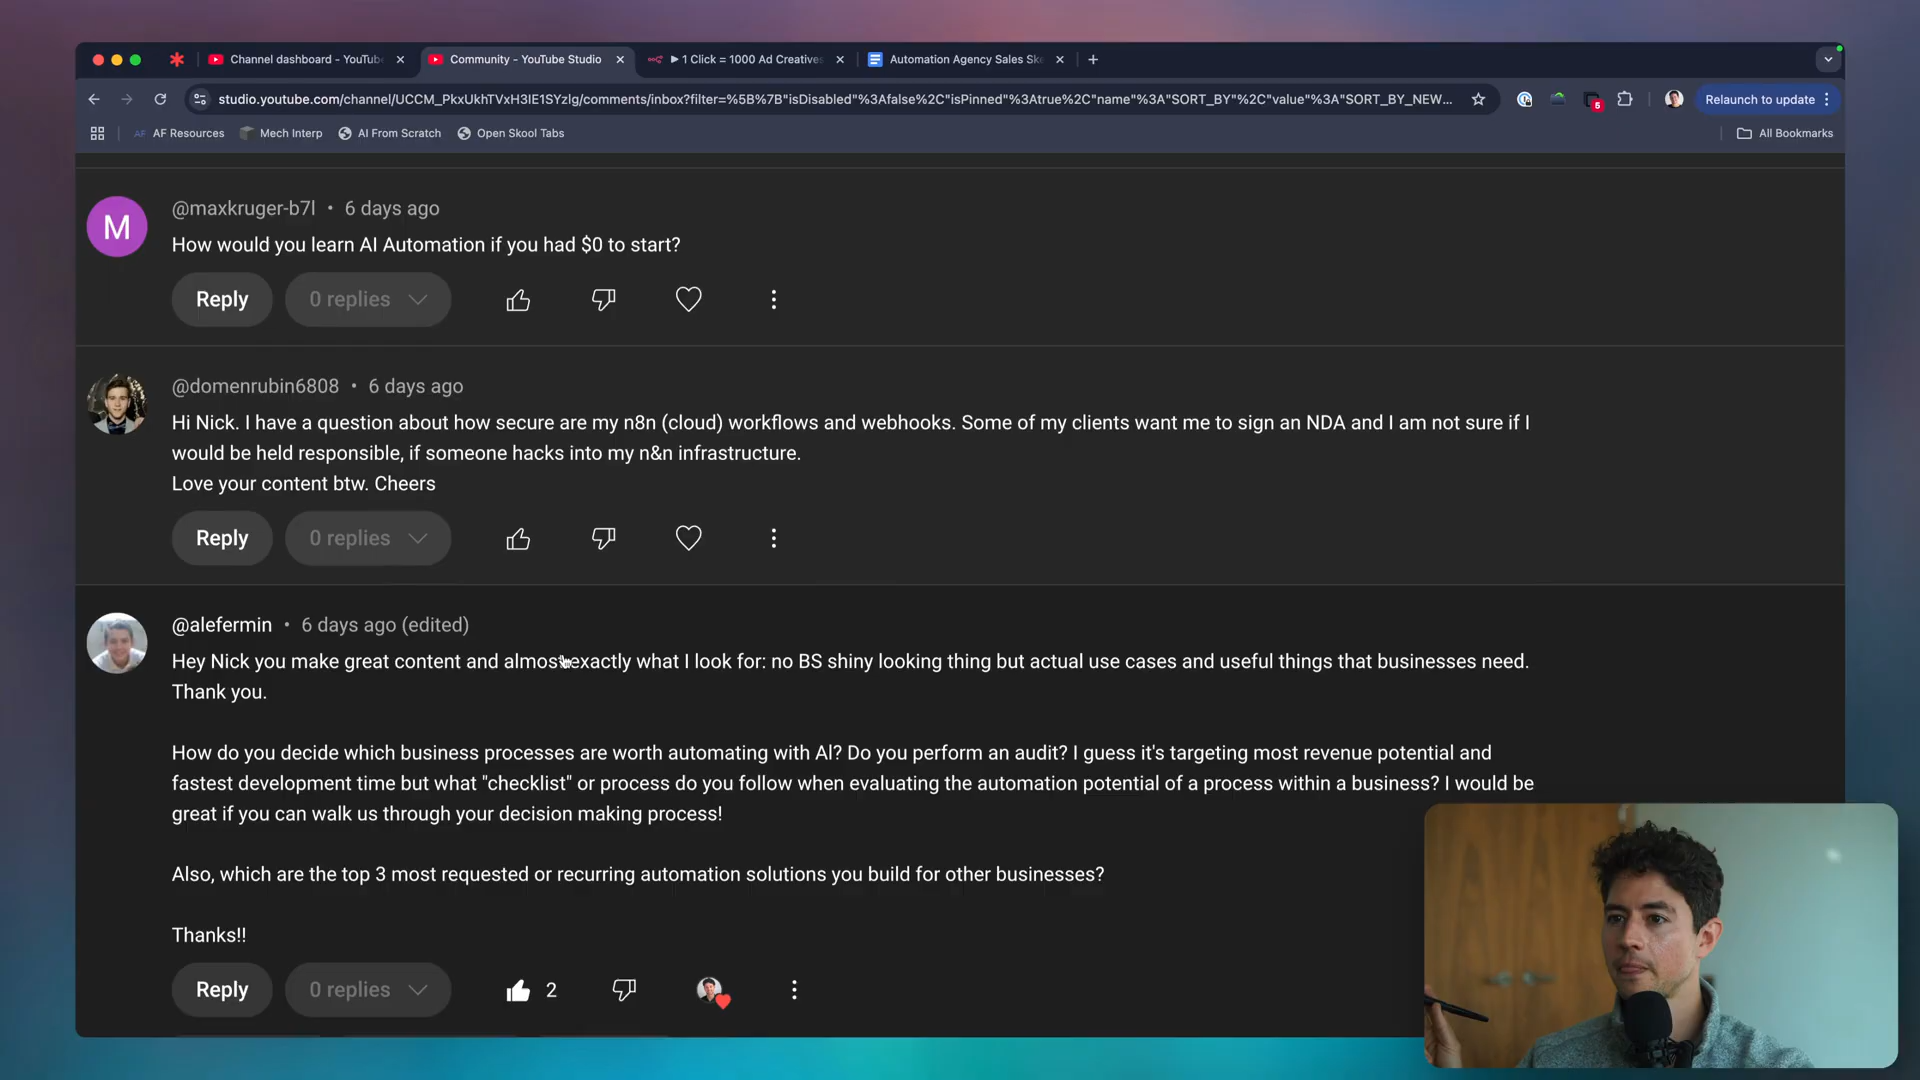 Channel dashboard - YouTube
Community - YouTube Studio
1 Click = 1000 Ad Creatives
Automation Agency Sales Ske
studio.youtube.com/channel/UCCM_PkxUkhTVxH3IE1SYzlg/comments/inbox?filter=%5B%7B"isDisabled"%3Afalse%2C"isPinned"%3Atrue%2C"name"%3A"SORT_BY"%2C"value"%3A"SORT_BY_NEW...
5
Relaunch to update
AF AF Resources
Mech Interp
AI From Scratch
Open Skool Tabs
All Bookmarks
M
@maxkruger-b7l • 6 days ago
How would you learn AI Automation if you had $0 to start?
Reply
0 replies
@domenrubin6808 • 6 days ago
Hi Nick. I have a question about how secure are my n8n (cloud) workflows and webhooks. Some of my clients want me to sign an NDA and I am not sure if I
would be held responsible, if someone hacks into my n&n infrastructure.
Love your content btw. Cheers
Reply
0 replies
@alefermin • 6 days ago (edited)
Hey Nick you make great content and almost exactly what I look for: no BS shiny looking thing but actual use cases and useful things that businesses need.
Thank you.
How do you decide which business processes are worth automating with AI? Do you perform an audit? I guess it's targeting most revenue potential and
fastest development time but what "checklist" or process do you follow when evaluating the automation potential of a process within a business? I would be
great if you can walk us through your decision making process!
Also, which are the top 3 most requested or recurring automation solutions you build for other businesses?
Thanks!!
Reply
0 replies
2